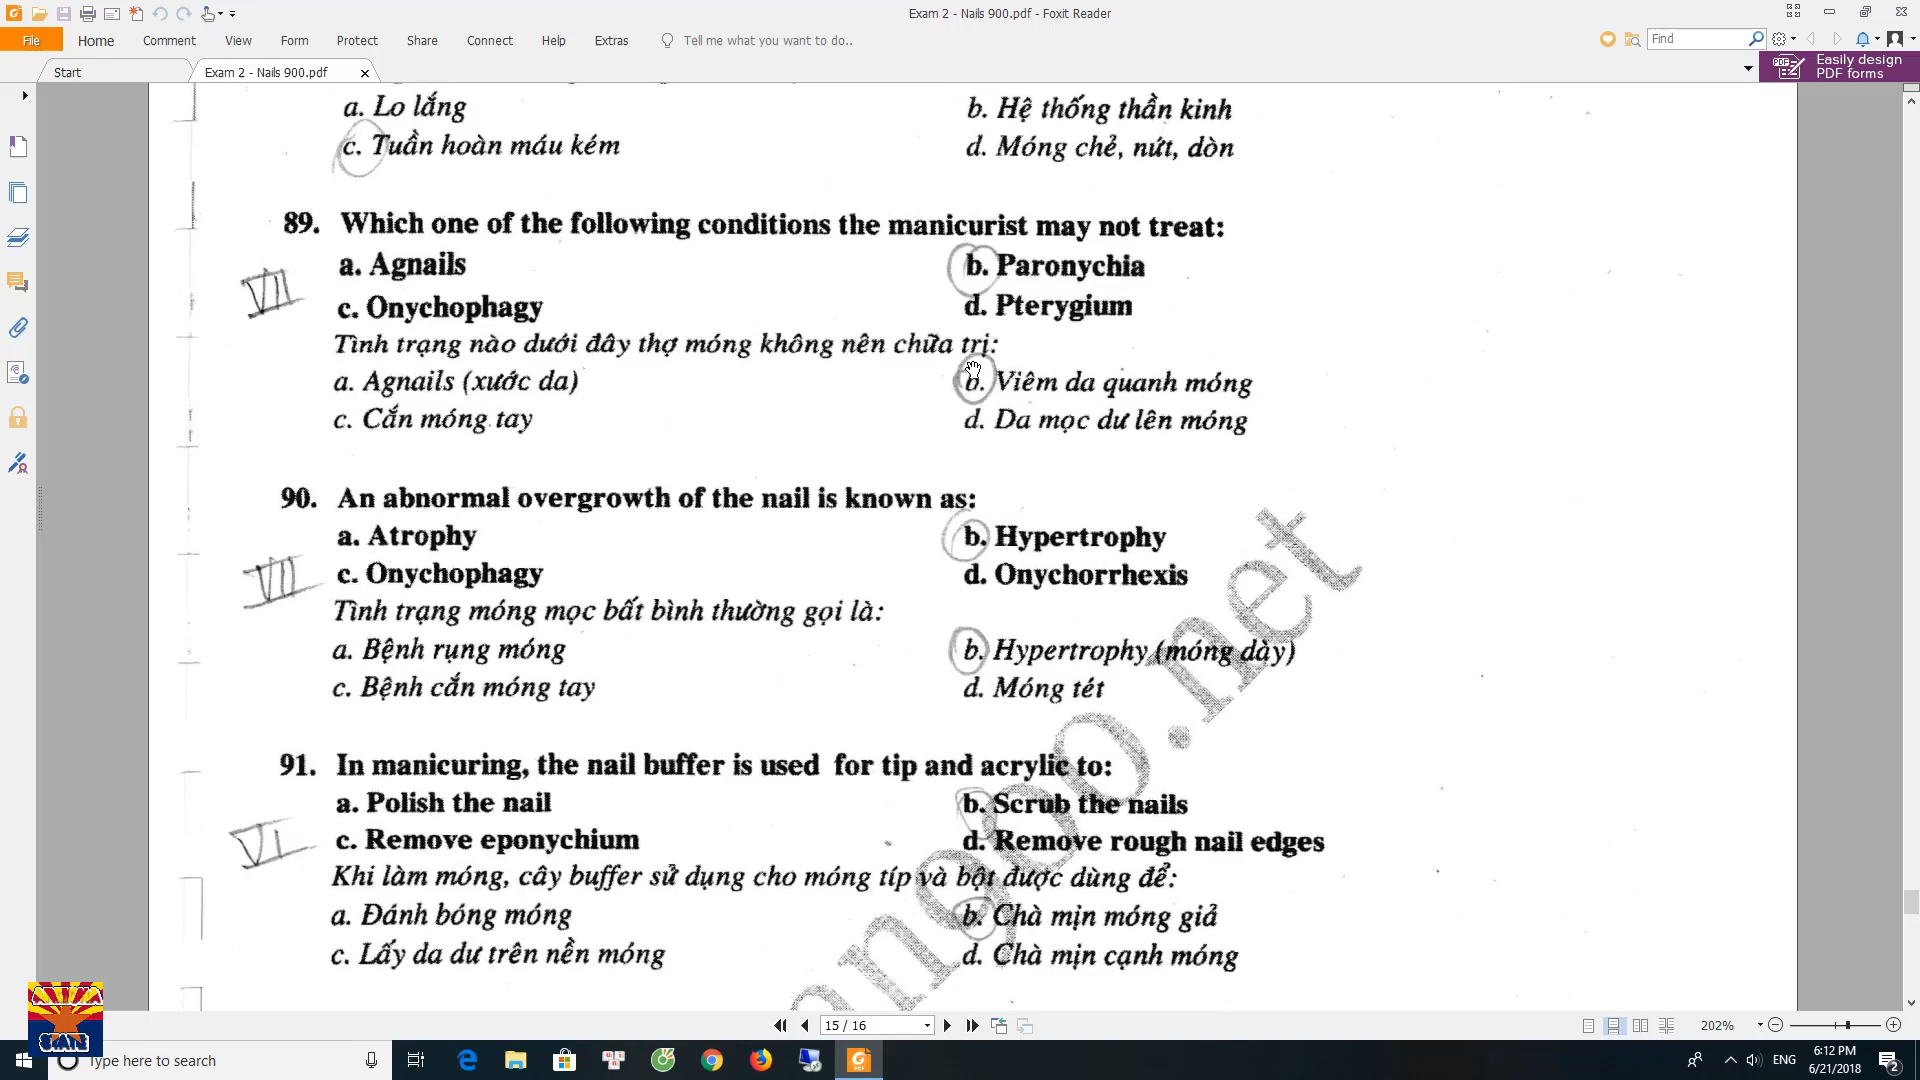 Exam 2 - Nails 900.pdf - Foxit Reader
File Home Comment View Form Protect Share Connect Help Extras Tell me what you want to do.. Find
Start Exam 2 - Nails 900.pdf Easily design
PDF forms
a. Lo lắng b. Hệ thống thần kinh
c. Tuần hoàn máu kém d. Móng chẻ, nứt, dòn
89. Which one of the following conditions the manicurist may not treat:
a. Agnails b. Paronychia
VII
c. Onychophagy d. Pterygium
Tình trạng nào dưới đây thợ móng không nên chữa trị:
a. Agnails (xước da) b. Viêm da quanh móng
c. Cắn móng tay d. Da mọc dư lên móng
90. An abnormal overgrowth of the nail is known as:
a. Atrophy b. Hypertrophy
VII c. Onychophagy d. Onychorrhexis
Tình trạng móng mọc bất bình thường gọi là:
a. Bệnh rụng móng b. Hypertrophy (móng dày)
c. Bệnh cắn móng tay d. Móng tét
91. In manicuring, the nail buffer is used for tip and acrylic to:
a. Polish the nail b. Scrub the nails
VI c. Remove eponychium d. Remove rough nail edges
Khi làm móng, cây buffer sử dụng cho móng típ và bột được dùng để:
a. Đánh bóng móng b. Chà mịn móng giả
c. Lấy da dư trên nền móng d. Chà mịn cạnh móng
angoo.net
ARIZONA
STATE
15 / 16 202%
Type here to search ENG 6:12 PM
6/21/2018 2